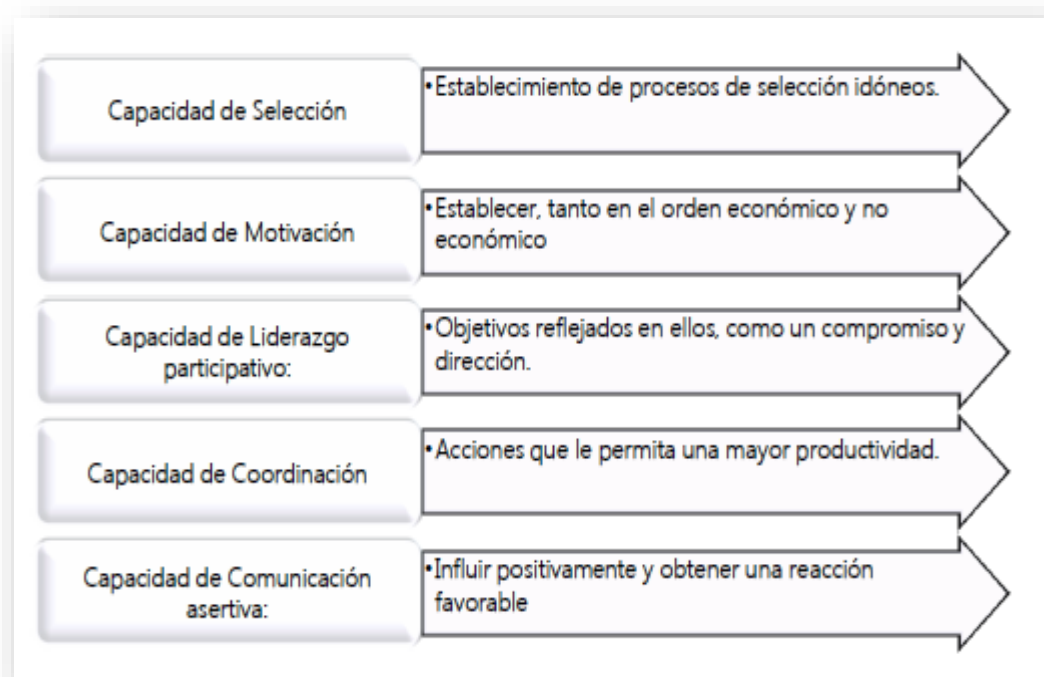 Capacidad de Selección
•Establecimiento de procesos de selección idóneos.
Capacidad de Motivación
•Establecer, tanto en el orden económico y no
económico
Capacidad de Liderazgo
participativo:
•Objetivos reflejados en ellos, como un compromiso y
dirección.
Capacidad de Coordinación
•Acciones que le permita una mayor productividad.
Capacidad de Comunicación
asertiva:
•Influir positivamente y obtener una reacción
favorable